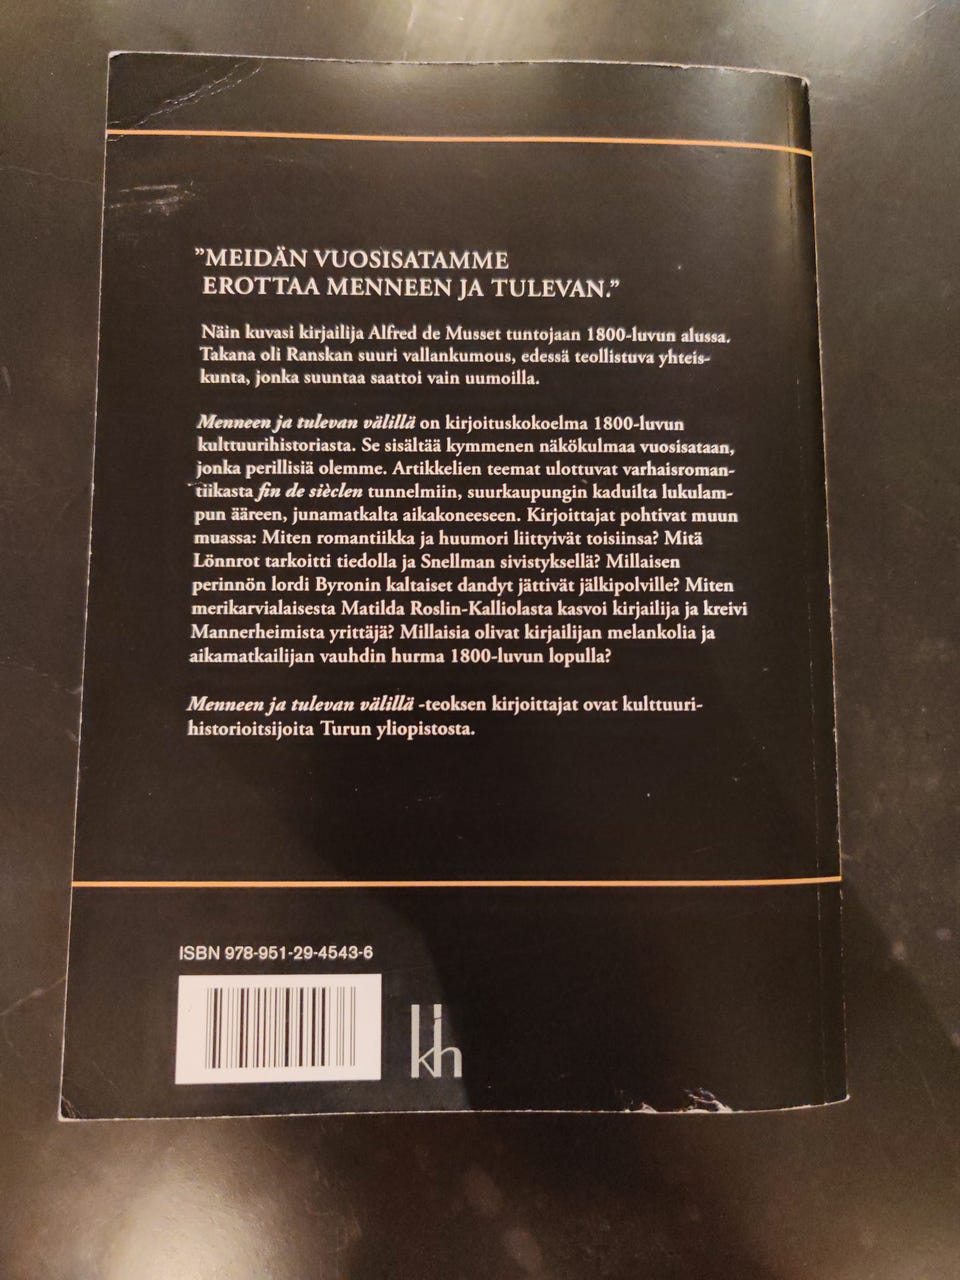 ”MEIDÄN VUOSISATAMME
EROTTAA MENNEEN JA TULEVAN.”
Näin kuvasi kirjailija Alfred de Musset tuntojaan 1800-luvun alussa.
Takana oli Ranskan suuri vallankumous, edessä teollistuva yhteis-
kunta, jonka suuntaa saattoi vain uumoilla.
Menneen ja tulevan välillä on kirjoituskokoelma 1800-luvun
kulttuurihistoriasta. Se sisältää kymmenen näkökulmaa vuosisataan,
jonka perillisiä olemme. Artikkelien teemat ulottuvat varhaisroman-
tiikasta fin de sièclen tunnelmiin, suurkaupungin kaduilta lukulam-
pun ääreen, junamatkalta aikakoneeseen. Kirjoittajat pohtivat muun
muassa: Miten romantiikka ja huumori liittyivät toisiinsa? Mitä
Lönnrot tarkoitti tiedolla ja Snellman sivistyksellä? Millaisen
perinnön lordi Byronin kaltaiset dandyt jättivät jälkipolville? Miten
merikarvialaisesta Matilda Roslin-Kalliolasta kasvoi kirjailija ja kreivi
Mannerheimista yrittäjä? Millaisia olivat kirjailijan melankolia ja
aikamatkailijan vauhdin hurma 1800-luvun lopulla?
Menneen ja tulevan välillä -teoksen kirjoittajat ovat kulttuuri-
historioitsijoita Turun yliopistosta.
ISBN 978-951-29-4543-6
kh